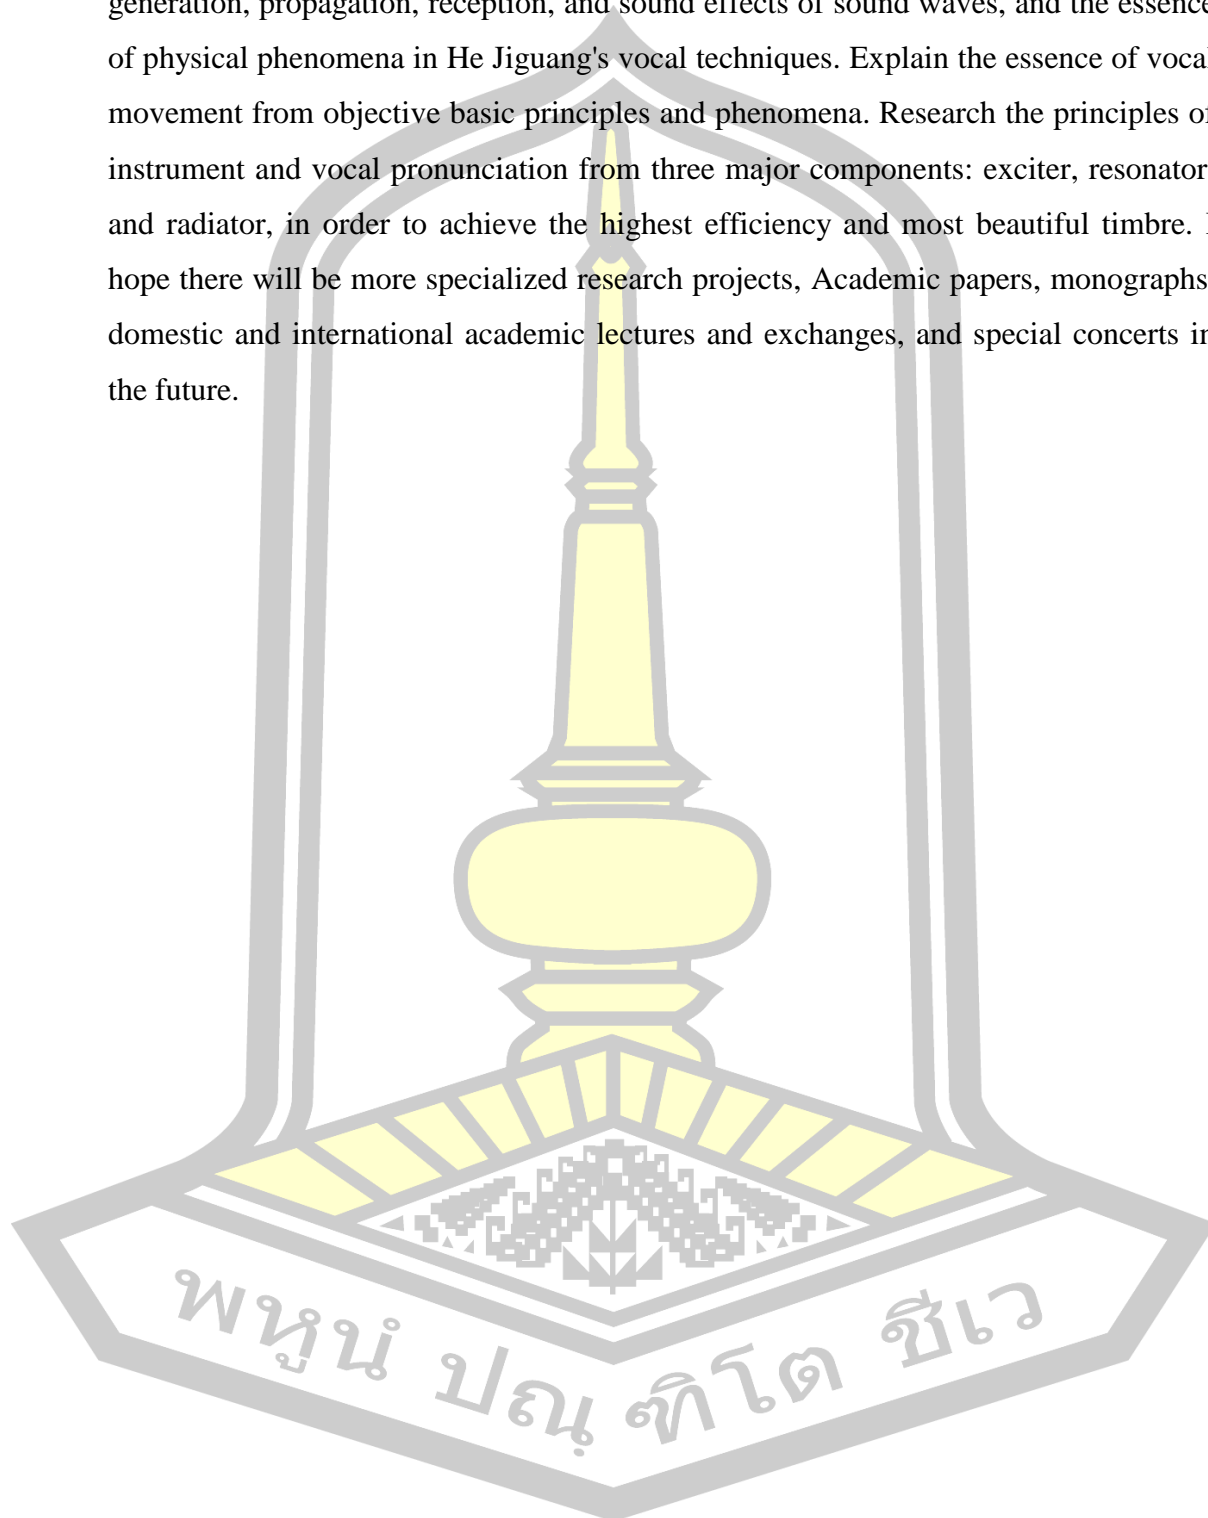 generation, propagation, reception, and sound effects of sound waves, and the essence
of physical phenomena in He Jiguang's vocal techniques. Explain the essence of vocal
movement from objective basic principles and phenomena. Research the principles of
instrument and vocal pronunciation from three major components: exciter, resonator
and radiator, in order to achieve the highest efficiency and most beautiful timbre. I
hope there will be more specialized research projects, Academic papers, monographs,
domestic and international academic lectures and exchanges, and special concerts in
the future.
พหูนํ ปณฺฑิโต ชีเว